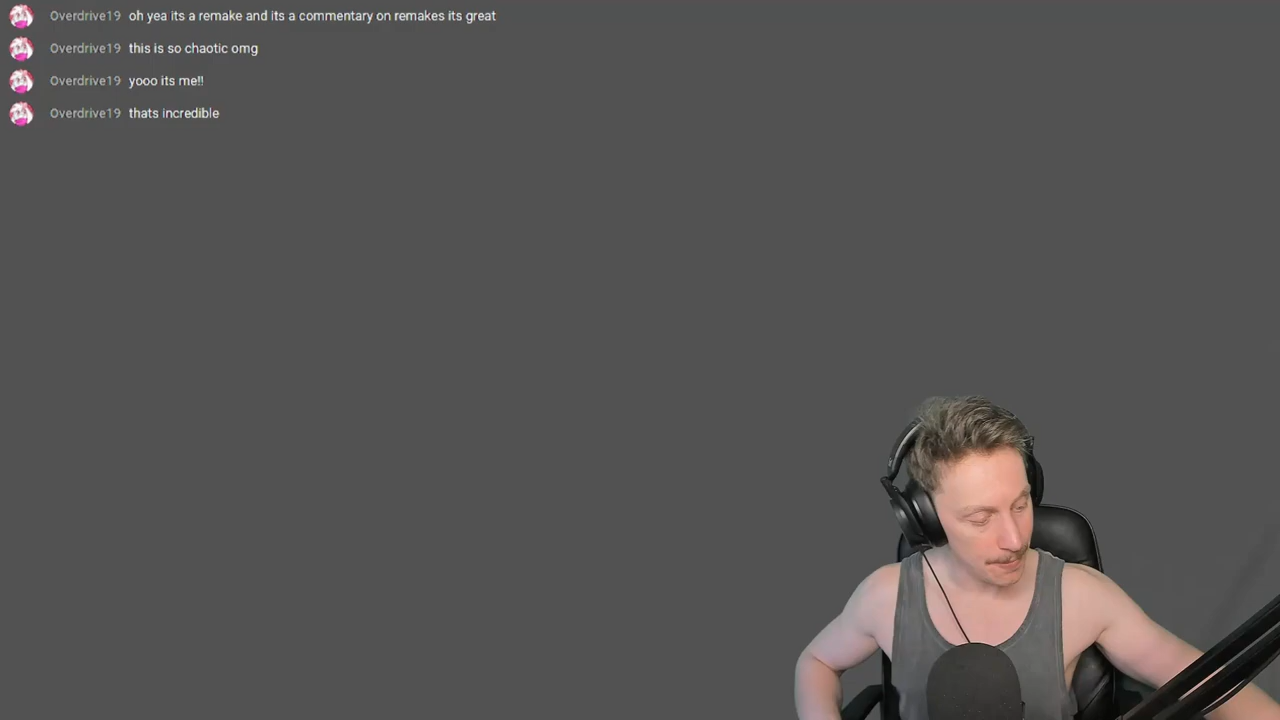 Overdrive19 oh yea its a remake and its a commentary on remakes its great
Overdrive19 this is so chaotic omg
Overdrive19 yooo its me!!
Overdrive19 thats incredible